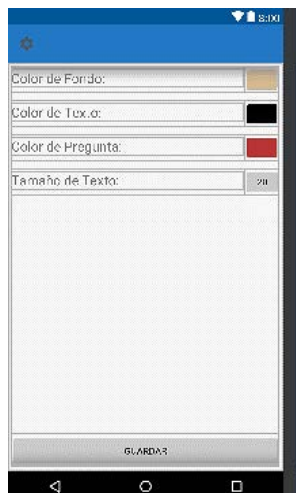 8:00
Color de Fondo:
Color de Texto:
Color de Pregunta:
Tamaño de Texto:
20
GUARDAR